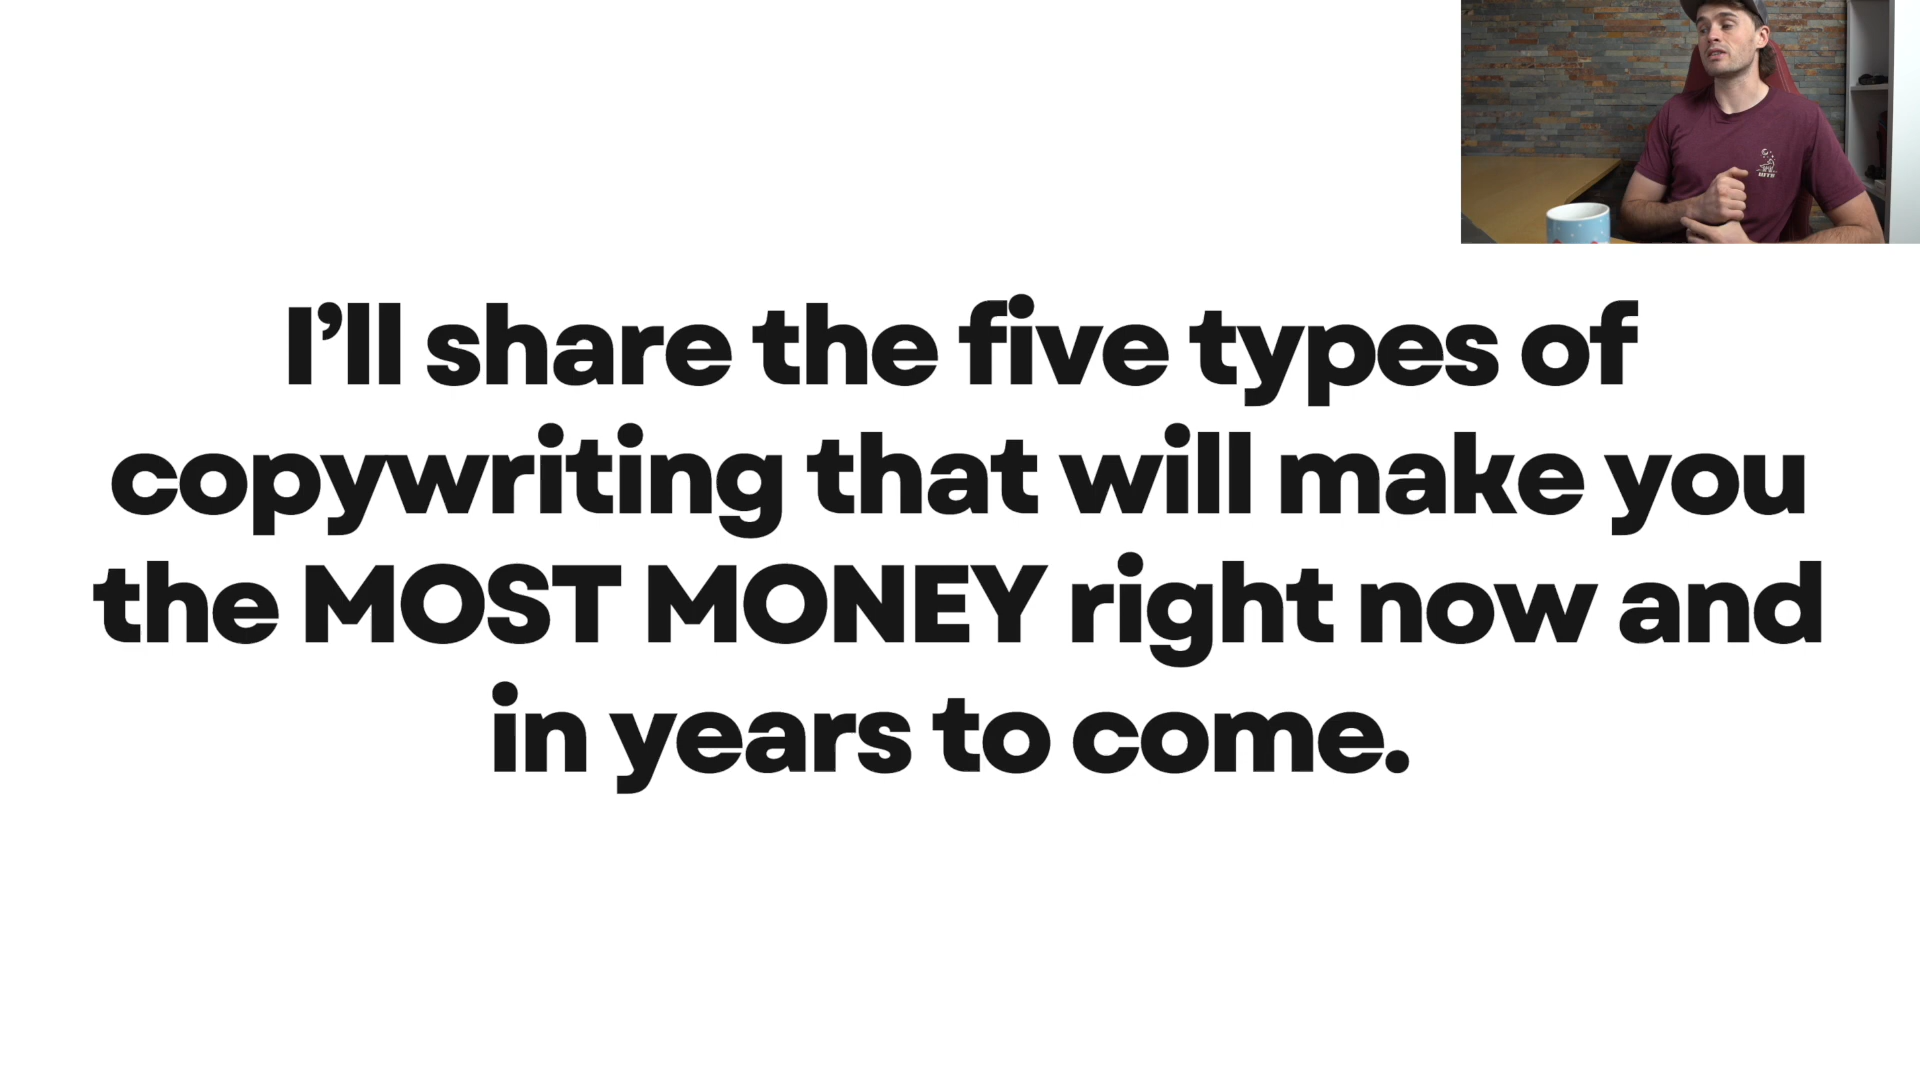 I’ll share the five types of
copywriting that will make you
the MOST MONEY right now and
in years to come.